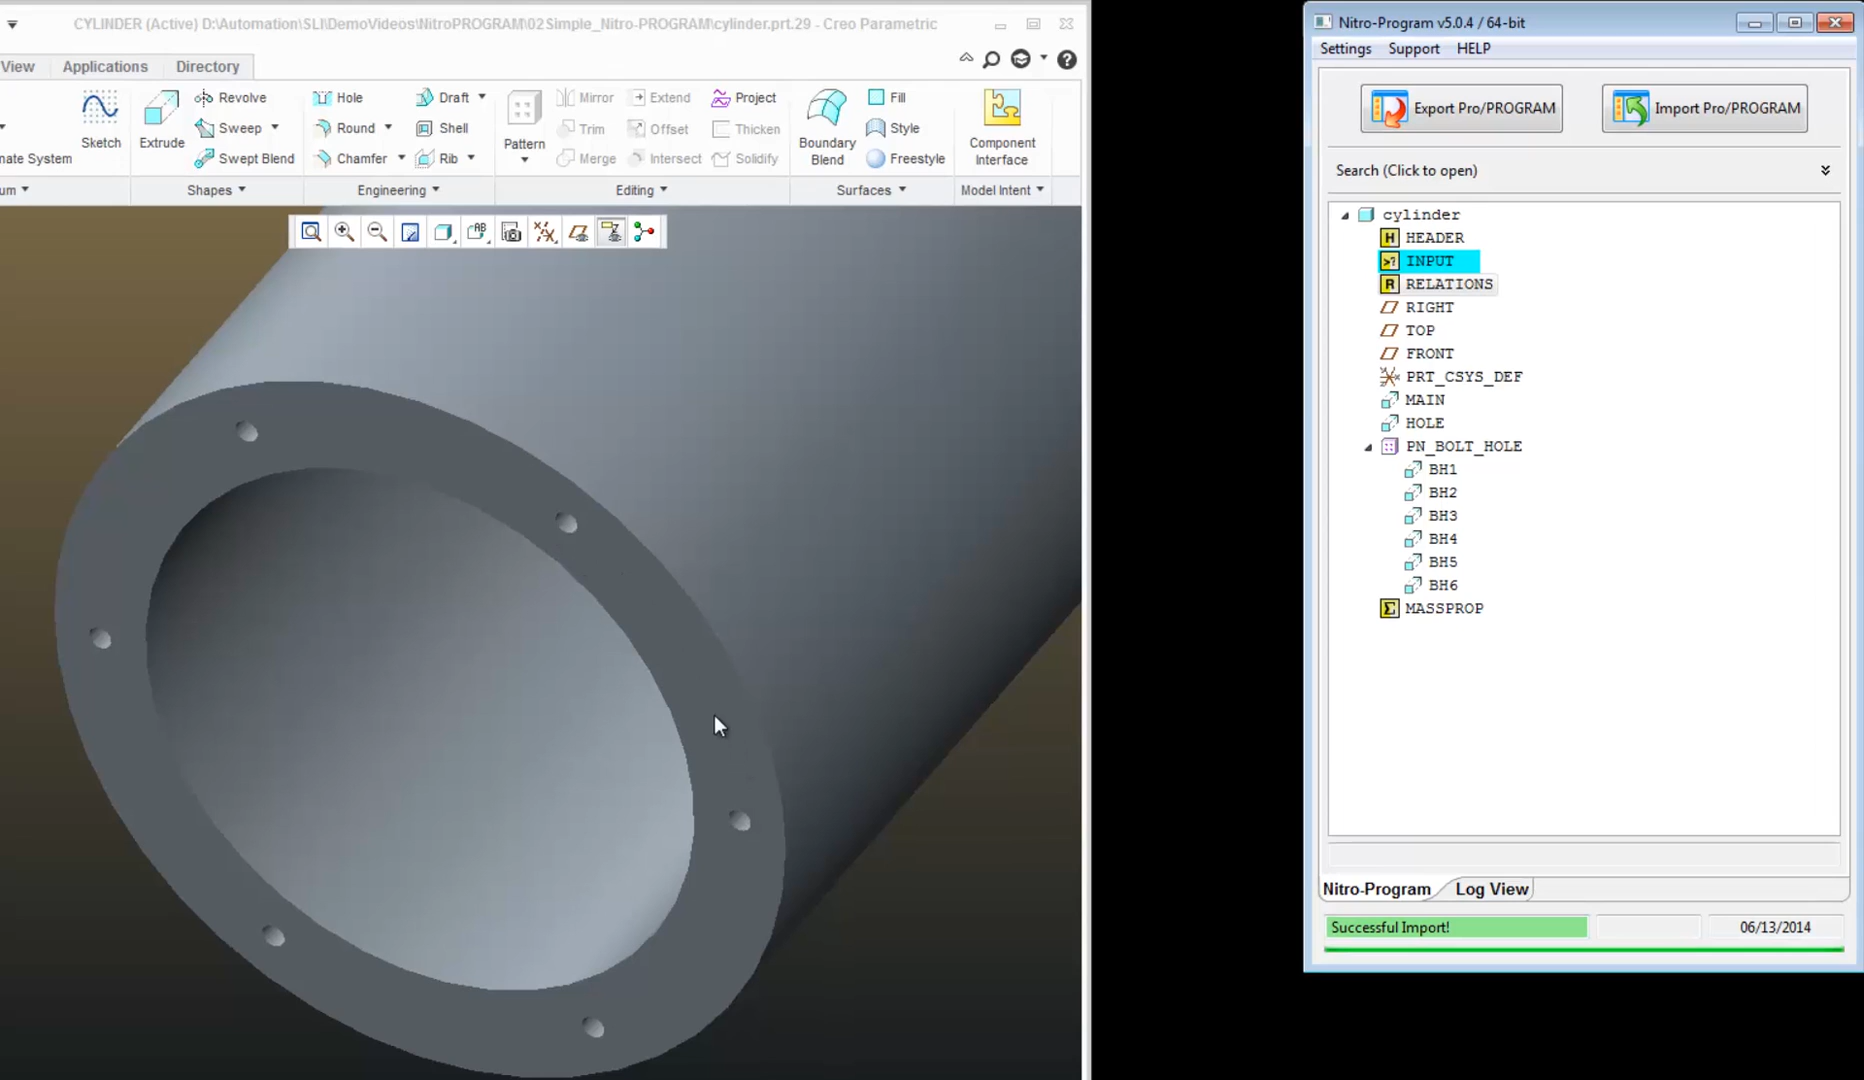 CYLINDER (Active) D:\Automation\SLI\DemoVideos\NitroPROGRAM\02Simple_Nitro-PROGRAM\cylinder.prt.29 - Creo Parametric
View Applications Directory
Sketch
Extrude
Revolve
Sweep
Swept Blend
Hole
Round
Chamfer
Draft
Shell
Rib
Pattern
Mirror
Trim
Merge
Extend
Offset
Intersect
Project
Thicken
Solidify
Boundary
Blend
Fill
Style
Freestyle
Component
Interface
nate System
um
Shapes
Engineering
Editing
Surfaces
Model Intent
Nitro-Program v5.0.4 / 64-bit
Settings Support HELP
Export Pro/PROGRAM
Import Pro/PROGRAM
Search (Click to open)
cylinder
H HEADER
>? INPUT
R RELATIONS
RIGHT
TOP
FRONT
PRT_CSYS_DEF
MAIN
HOLE
PN_BOLT_HOLE
BH1
BH2
BH3
BH4
BH5
BH6
Σ MASSPROP
Nitro-Program Log View
Successful Import! 06/13/2014